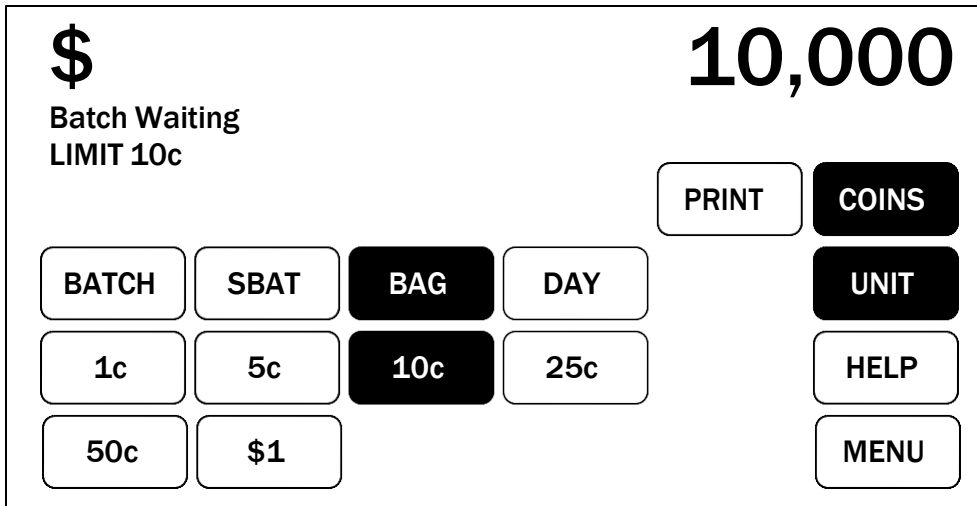 $ 10,000
Batch Waiting
LIMIT 10c
PRINT COINS
BATCH SBAT BAG DAY UNIT
1c 5c 10c 25c HELP
50c $1 MENU